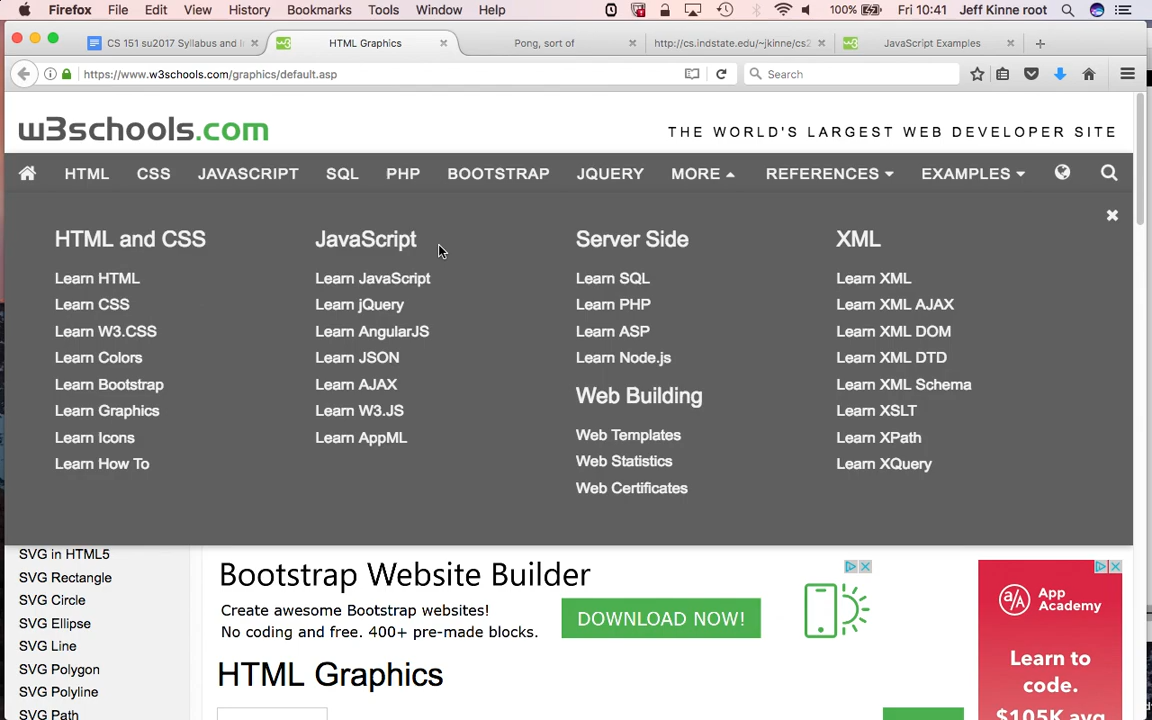 Firefox File Edit View History Bookmarks Tools Window Help 100% Fri 10:41 Jeff Kinne root
CS 151 su2017 Syllabus and I
HTML Graphics
Pong, sort of
http://cs.indstate.edu/~jkinne/cs2
JavaScript Examples
https://www.w3schools.com/graphics/default.asp
Search
w3schools.com
THE WORLD'S LARGEST WEB DEVELOPER SITE
HTML CSS JAVASCRIPT SQL PHP BOOTSTRAP JQUERY MORE REFERENCES EXAMPLES
HTML and CSS
Learn HTML
Learn CSS
Learn W3.CSS
Learn Colors
Learn Bootstrap
Learn Graphics
Learn Icons
Learn How To
JavaScript
Learn JavaScript
Learn jQuery
Learn AngularJS
Learn JSON
Learn AJAX
Learn W3.JS
Learn AppML
Server Side
Learn SQL
Learn PHP
Learn ASP
Learn Node.js
Web Building
Web Templates
Web Statistics
Web Certificates
XML
Learn XML
Learn XML AJAX
Learn XML DOM
Learn XML DTD
Learn XML Schema
Learn XSLT
Learn XPath
Learn XQuery
SVG in HTML5
SVG Rectangle
SVG Circle
SVG Ellipse
SVG Line
SVG Polygon
SVG Polyline
SVG Path
Bootstrap Website Builder
Create awesome Bootstrap websites!
No coding and free. 400+ pre-made blocks.
DOWNLOAD NOW!
HTML Graphics
App
Academy
Learn to
code.
$105K avg